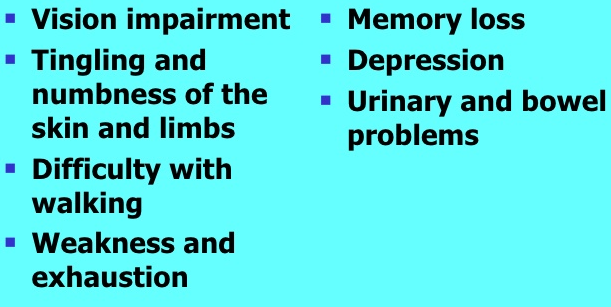 ▪ Vision impairment
▪ Tingling and
numbness of the
skin and limbs
▪ Difficulty with
walking
▪ Weakness and
exhaustion
▪ Memory loss
▪ Depression
▪ Urinary and bowel
problems